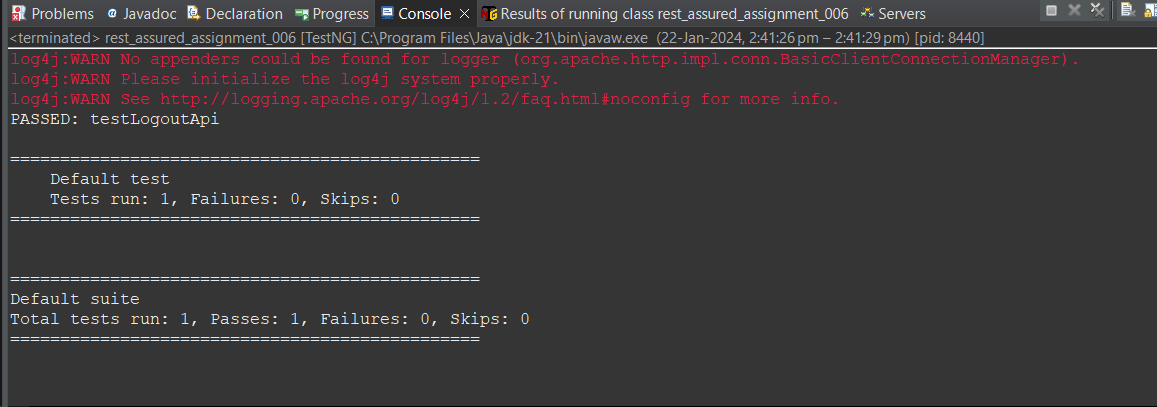 Problems @ Javadoc Declaration Progress Console Results of running class rest_assured_assignment_006 Servers
<terminated> rest_assured_assignment_006 [TestNG] C:\Program Files\Java\jdk-21\bin\javaw.exe (22-Jan-2024, 2:41:26 pm – 2:41:29 pm) [pid: 8440]
log4j:WARN No appenders could be found for logger (org.apache.http.impl.conn.BasicClientConnectionManager).
log4j:WARN Please initialize the log4j system properly.
log4j:WARN See http://logging.apache.org/log4j/1.2/faq.html#noconfig for more info.
PASSED: testLogoutApi
===============================================
Default test
Tests run: 1, Failures: 0, Skips: 0
===============================================
===============================================
Default suite
Total tests run: 1, Passes: 1, Failures: 0, Skips: 0
===============================================